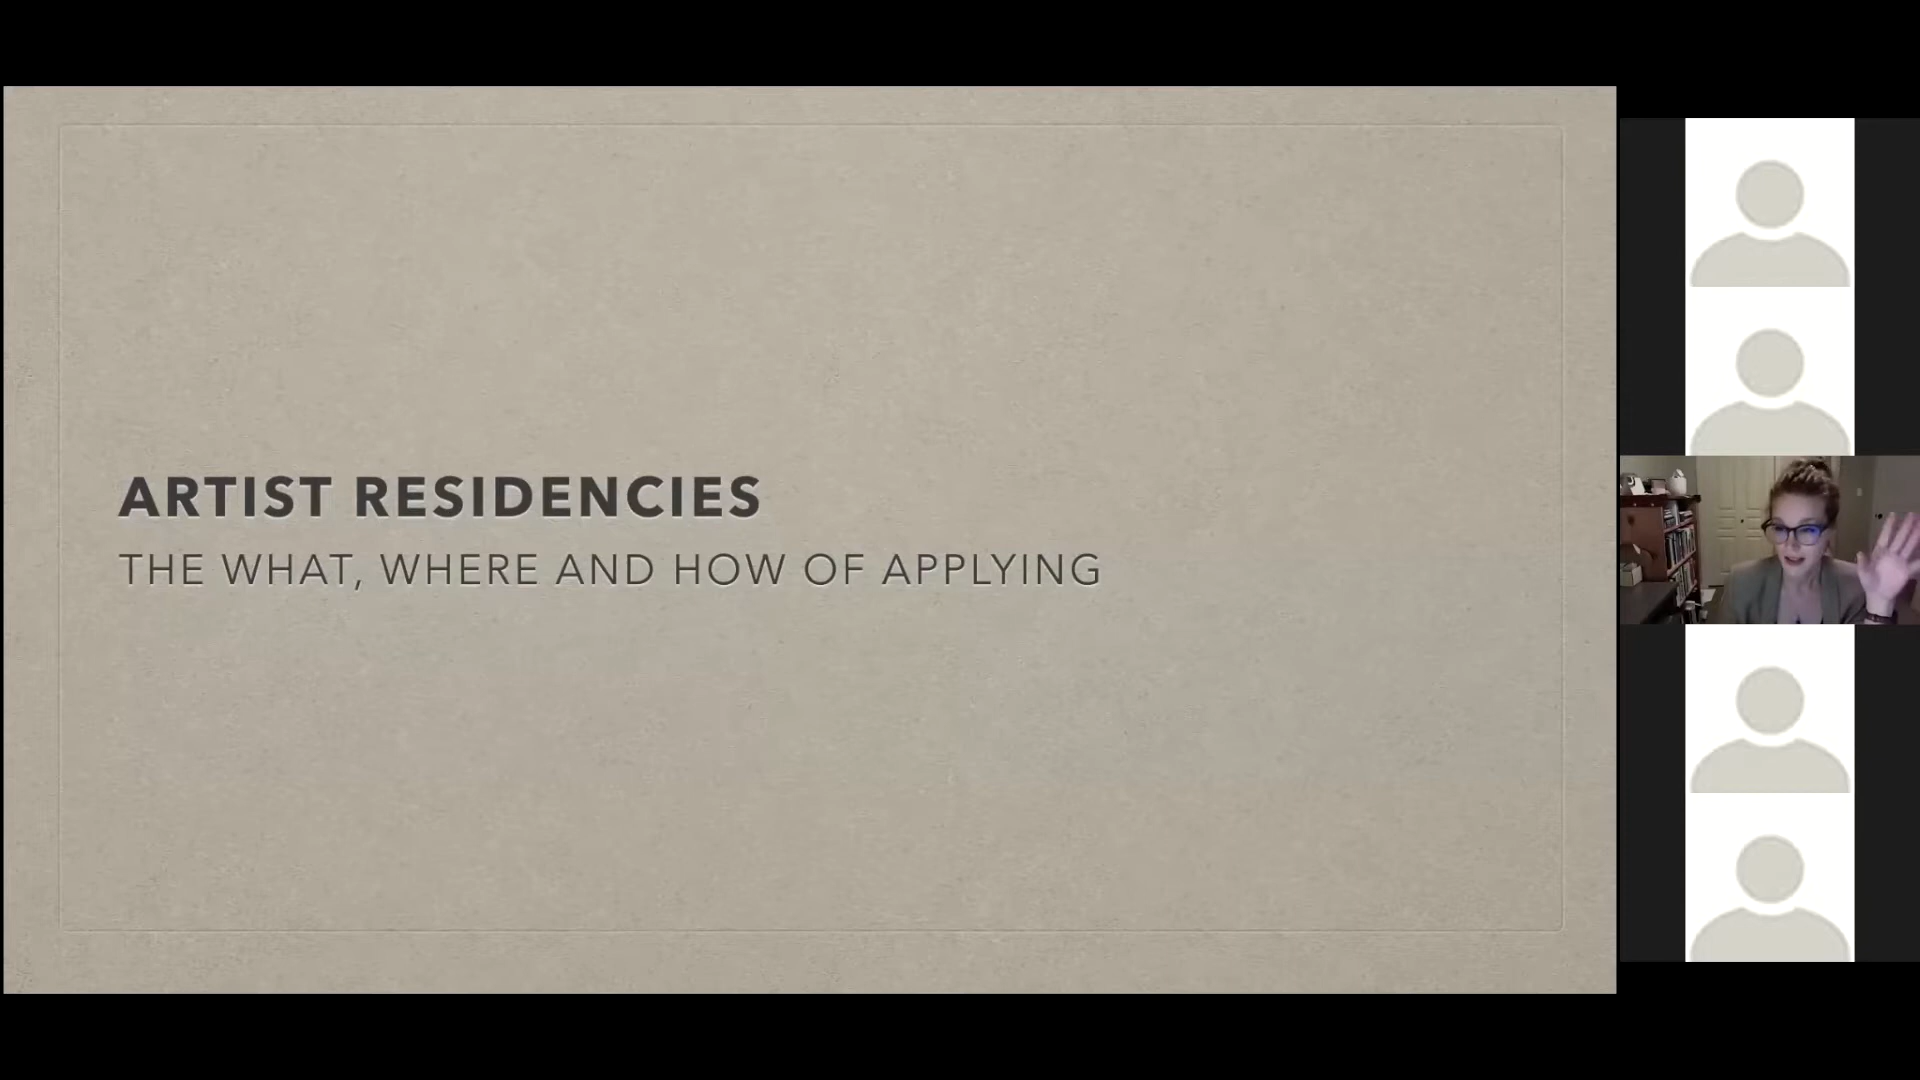 ARTIST RESIDENCIES
THE WHAT, WHERE AND HOW OF APPLYING